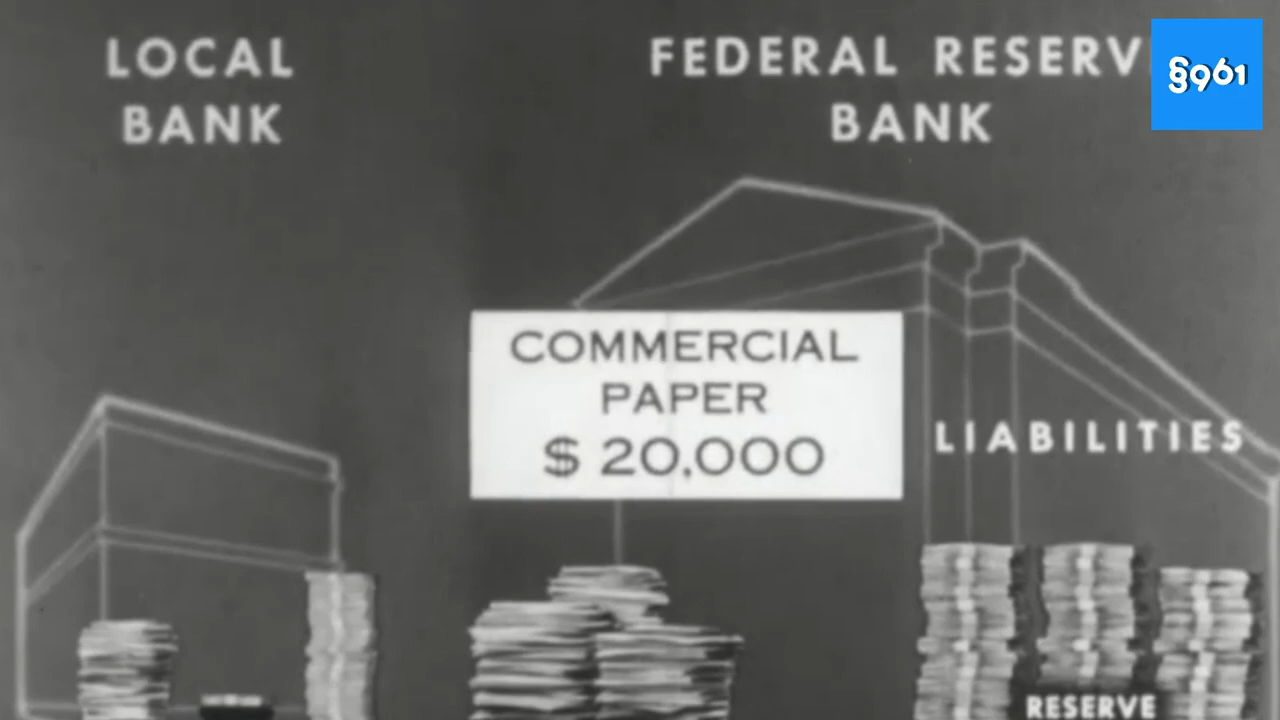 LOCAL
BANK
FEDERAL RESERV
BANK
§961
COMMERCIAL
PAPER
$ 20,000
LIABILITIES
RESERVE